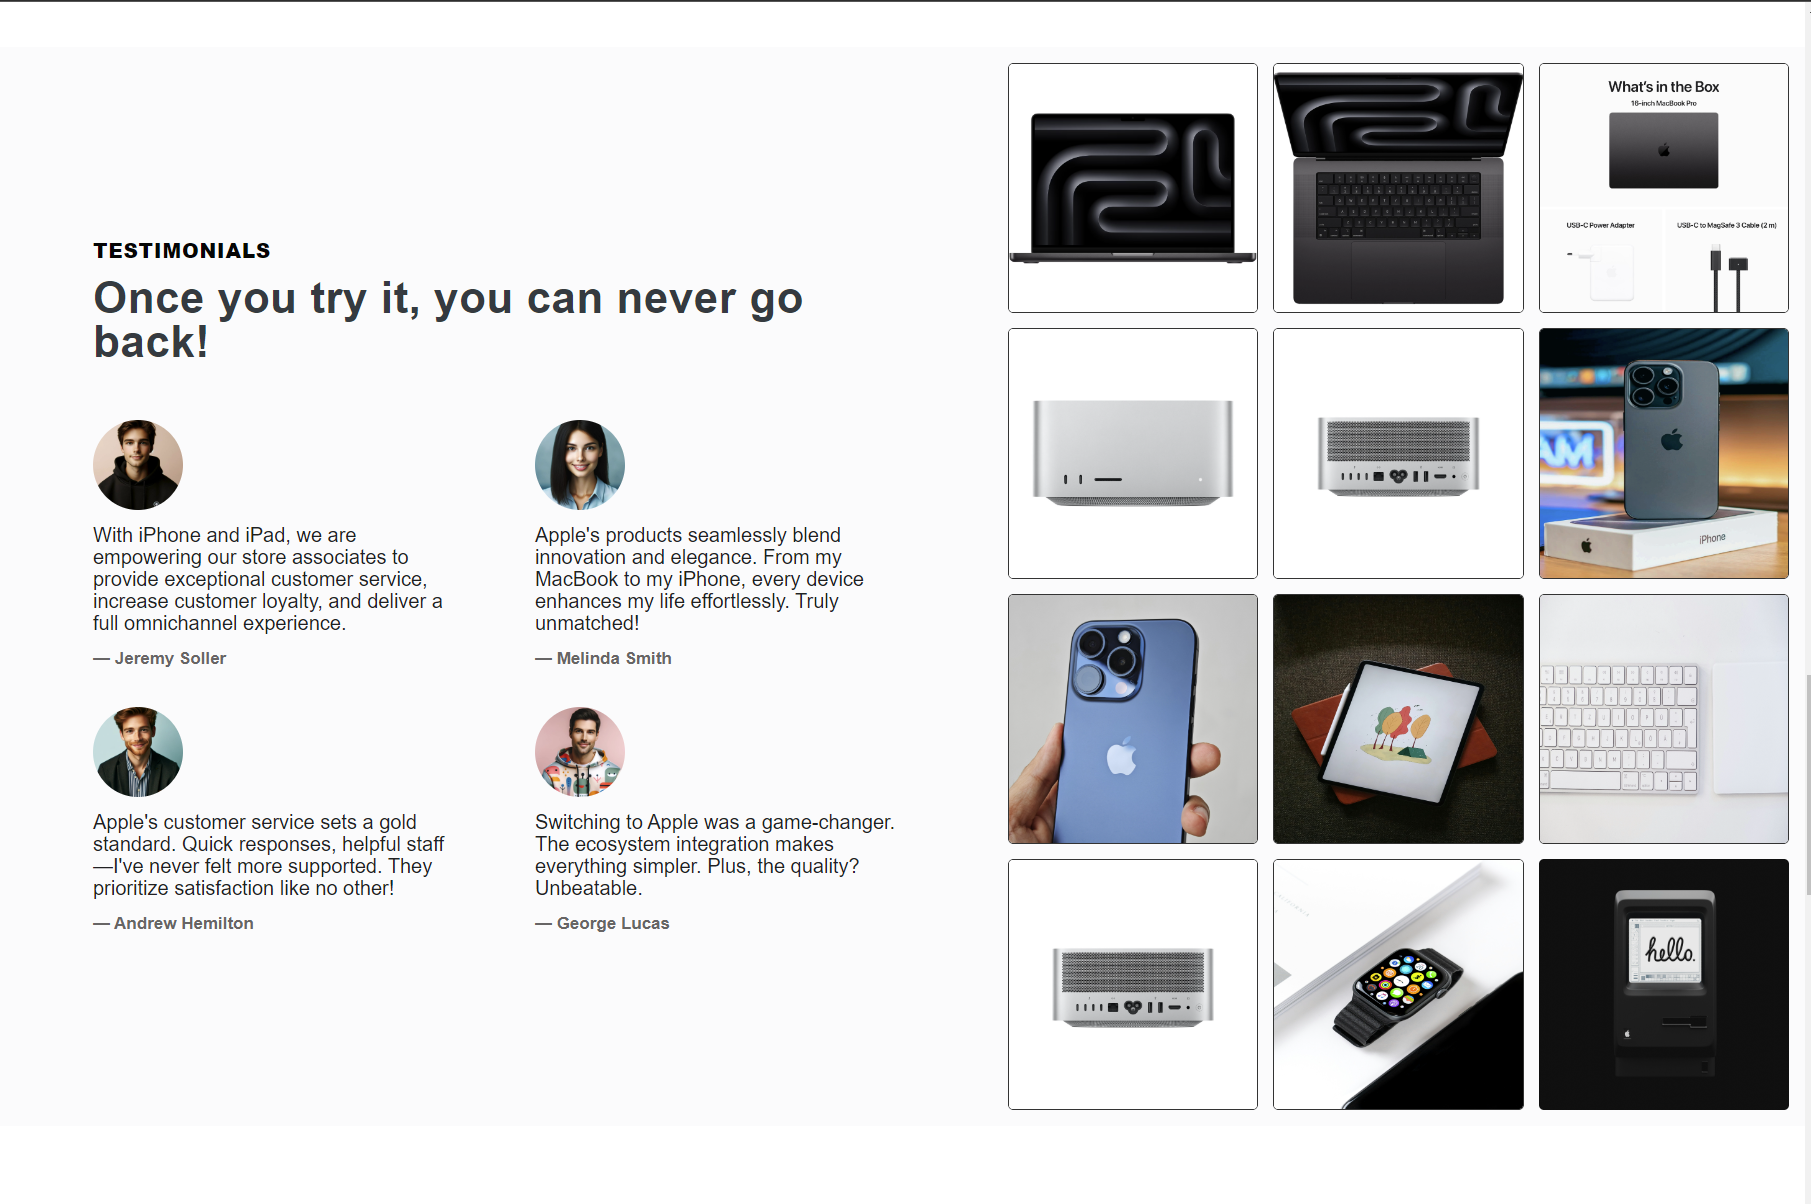 TESTIMONIALS
Once you try it, you can never go
back!
With iPhone and iPad, we are
empowering our store associates to
provide exceptional customer service,
increase customer loyalty, and deliver a
full omnichannel experience.
— Jeremy Soller
Apple's products seamlessly blend
innovation and elegance. From my
MacBook to my iPhone, every device
enhances my life effortlessly. Truly
unmatched!
— Melinda Smith
Apple's customer service sets a gold
standard. Quick responses, helpful staff
—I've never felt more supported. They
prioritize satisfaction like no other!
— Andrew Hemilton
Switching to Apple was a game-changer.
The ecosystem integration makes
everything simpler. Plus, the quality?
Unbeatable.
— George Lucas
What's in the Box
16-inch MacBook Pro
USB-C Power Adapter
USB-C to MagSafe 3 Cable (2 m)
AM
iPhone
hello.